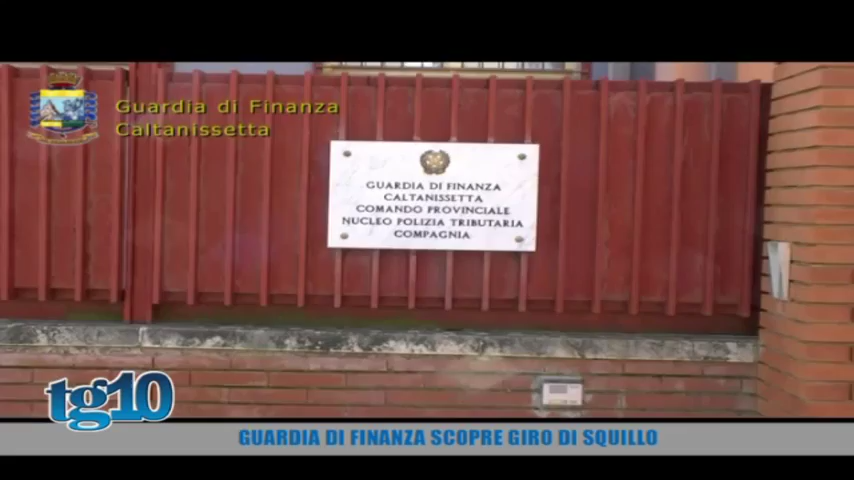 Guardia di Finanza
Caltanissetta
GUARDIA DI FINANZA
CALTANISSETTA
COMANDO PROVINCIALE
NUCLEO POLIZIA TRIBUTARIA
COMPAGNIA
tg10
GUARDIA DI FINANZA SCOPRE GIRO DI SQUILLO